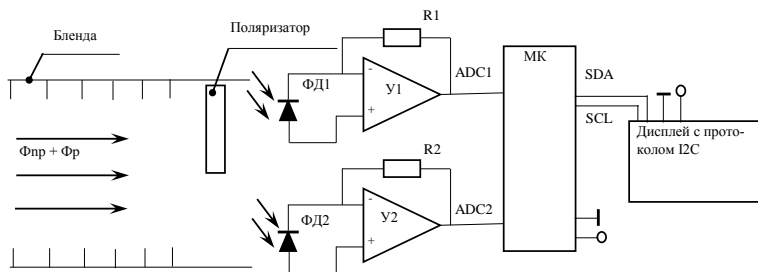 Бленда
Поляризатор
R1
ФД1
-
+
У1
ADC1
МК
SDA
SCL
Дисплей с прото-
колом I2C
Фпр + Фр
R2
ФД2
-
+
У2
ADC2